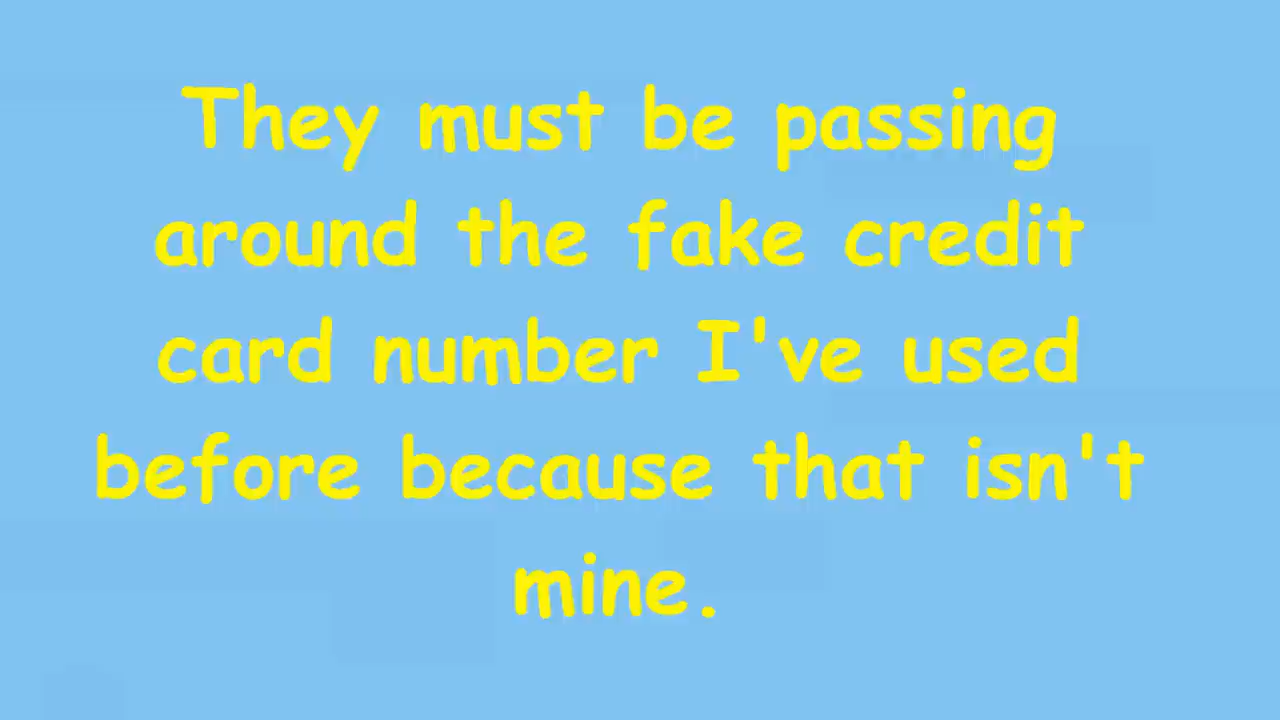 They must be passing
around the fake credit
card number I've used
before because that isn't
mine.